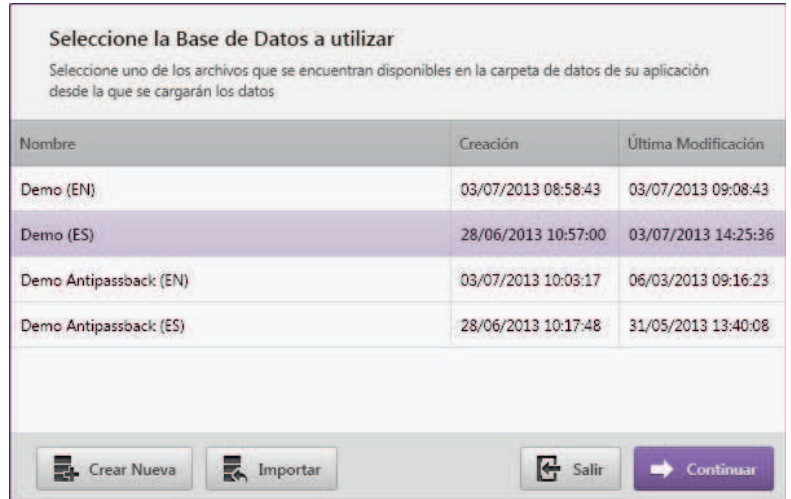 Seleccione la Base de Datos a utilizar
Seleccione uno de los archivos que se encuentran disponibles en la carpeta de datos de su aplicación
desde la que se cargarán los datos
Nombre Creación Última Modificación
Demo (EN) 03/07/2013 08:58:43 03/07/2013 09:08:43
Demo (ES) 28/06/2013 10:57:00 03/07/2013 14:25:36
Demo Antipassback (EN) 03/07/2013 10:03:17 06/03/2013 09:16:23
Demo Antipassback (ES) 28/06/2013 10:17:48 31/05/2013 13:40:08
Crear Nueva Importar Salir Continuar